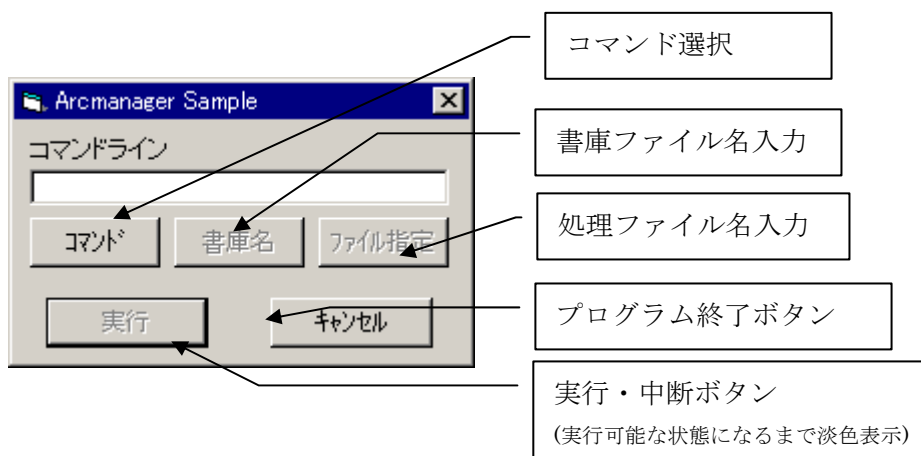 コマンド選択
Arcmanager Sample
書庫ファイル名入力
コマンドライン
処理ファイル名入力
ｺﾏﾝﾄﾞ
書庫名
ﾌｧｲﾙ指定
プログラム終了ボタン
実行
ｷｬﾝｾﾙ
実行・中断ボタン
(実行可能な状態になるまで淡色表示)